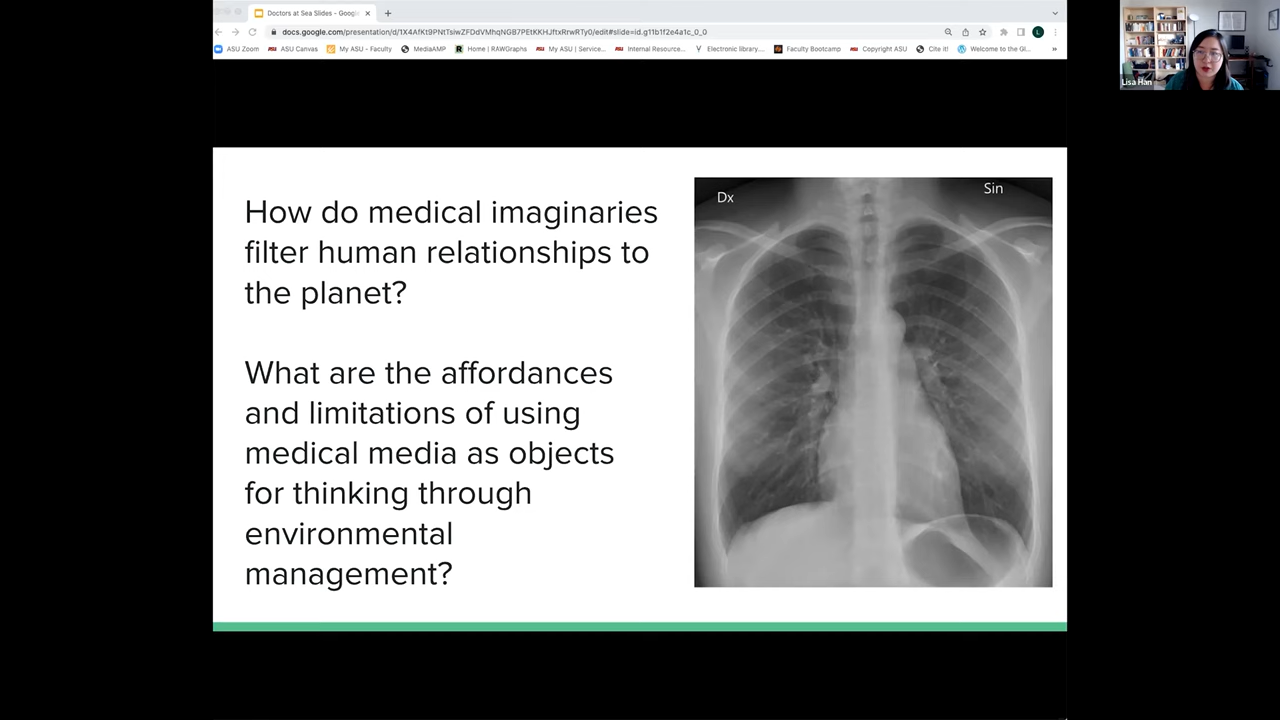 Doctors at Sea Slides - Goog
docs.google.com/presentation/d/1X4AfKt9PNtTsiwZFDdVMhqNGB7PEtKKHJftxRrwRTy0/edit#slide=id.g11b1f2e4a1c_0_0
ASU Zoom ASU Canvas My ASU - Faculty MediaAMP Home | RAWGraphs My ASU | Service... Internal Resource... Electronic library.... Faculty Bootcamp Copyright ASU Cite it! Welcome to the Gl... »
L
Lisa Han
How do medical imaginaries
filter human relationships to
the planet?
What are the affordances
and limitations of using
medical media as objects
for thinking through
environmental
management?
Dx
Sin